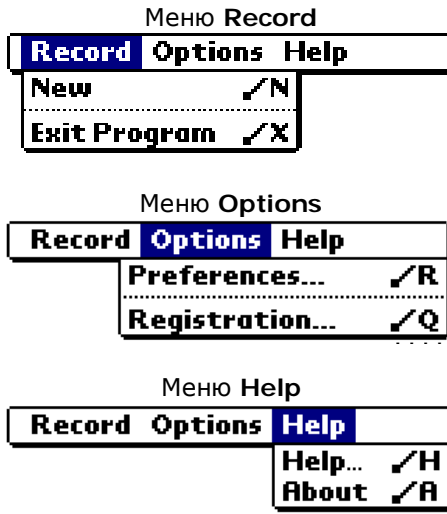 Меню Record
Record Options Help
New ⁄N
Exit Program ⁄X
Меню Options
Record Options Help
Preferences... ⁄R
Registration... ⁄Q
Меню Help
Record Options Help
Help... ⁄H
About ⁄A